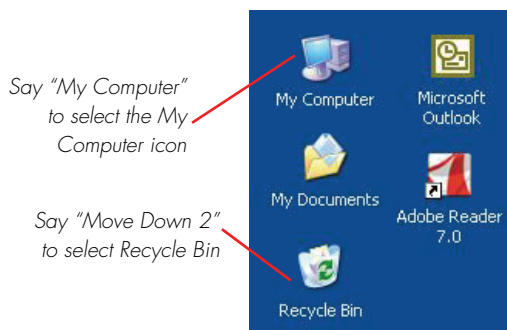 Say “My Computer”
to select the My
Computer icon
Say “Move Down 2”
to select Recycle Bin
My Computer
Microsoft
Outlook
My Documents
Adobe Reader
7.0
Recycle Bin